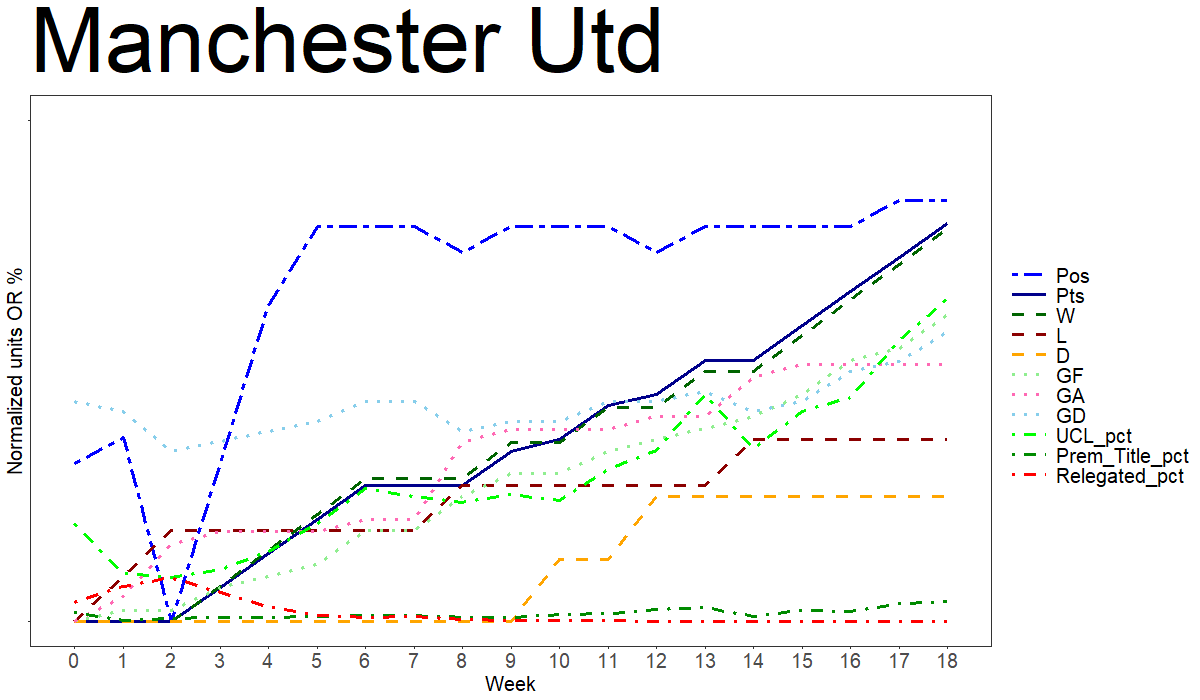 Manchester Utd
Normalized units OR %
0 1 2 3 4 5 6 7 8 9 10 11 12 13 14 15 16 17 18
Week
Pos
Pts
W
L
D
GF
GA
GD
UCL_pct
Prem_Title_pct
Relegated_pct